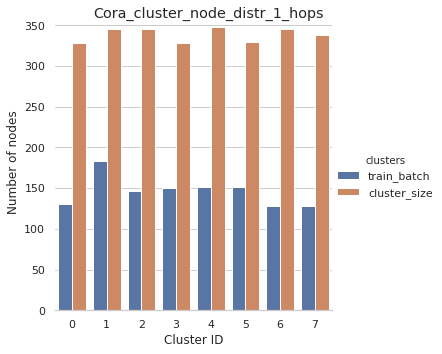 Cora_cluster_node_distr_1_hops
350
300
250
200
150
100
50
0
Number of nodes
0 1 2 3 4 5 6 7
Cluster ID
clusters
train_batch
cluster_size